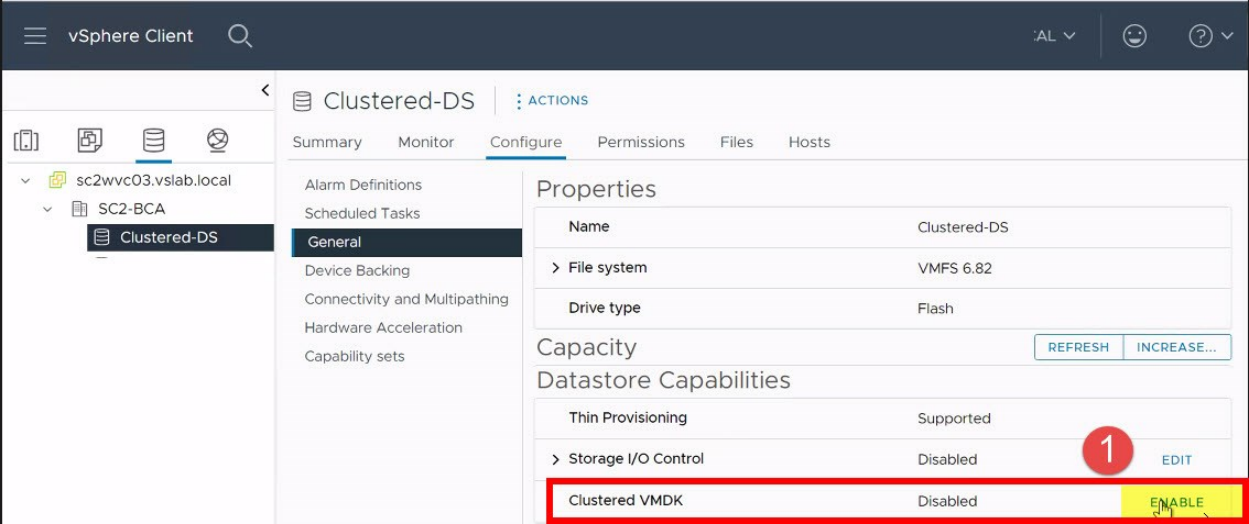 vSphere Client
:AL
Clustered-DS
ACTIONS
Summary Monitor Configure Permissions Files Hosts
sc2wvc03.vslab.local
SC2-BCA
Clustered-DS
Alarm Definitions
Scheduled Tasks
General
Device Backing
Connectivity and Multipathing
Hardware Acceleration
Capability sets
Properties
Name Clustered-DS
File system VMFS 6.82
Drive type Flash
Capacity REFRESH INCREASE...
Datastore Capabilities
Thin Provisioning Supported
Storage I/O Control Disabled EDIT
1
Clustered VMDK Disabled ENABLE